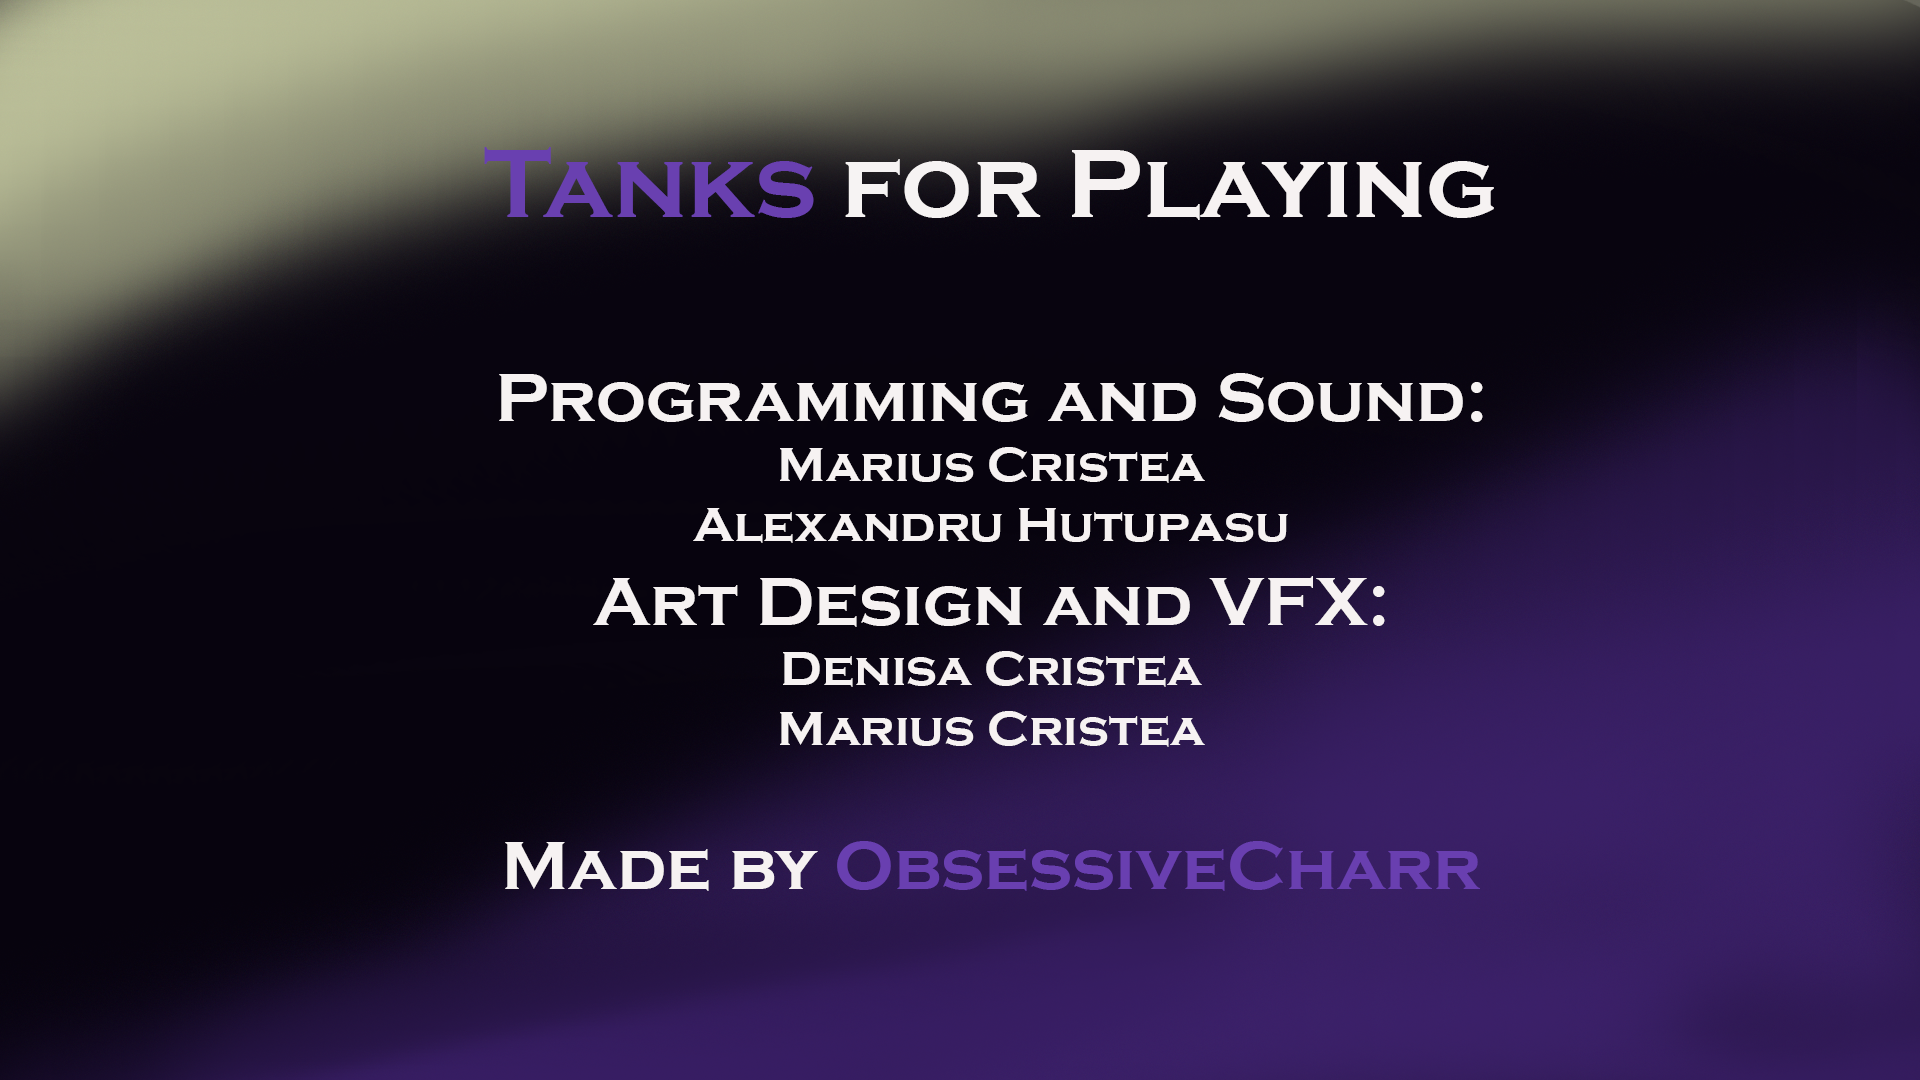 Tanks for Playing
Programming and Sound:
Marius Cristea
Alexandru Hutupasu
Art Design and VFX:
Denisa Cristea
Marius Cristea
Made by ObsessiveCharr